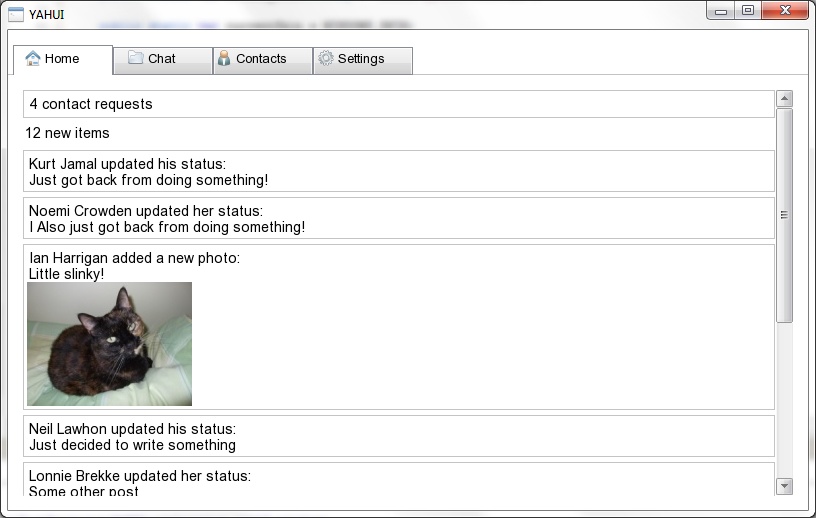 YAHUI
Home
Chat
Contacts
Settings
4 contact requests
12 new items
Kurt Jamal updated his status:
Just got back from doing something!
Noemi Crowden updated her status:
I Also just got back from doing something!
Ian Harrigan added a new photo:
Little slinky!
Neil Lawhon updated his status:
Just decided to write something
Lonnie Brekke updated her status:
Some other post